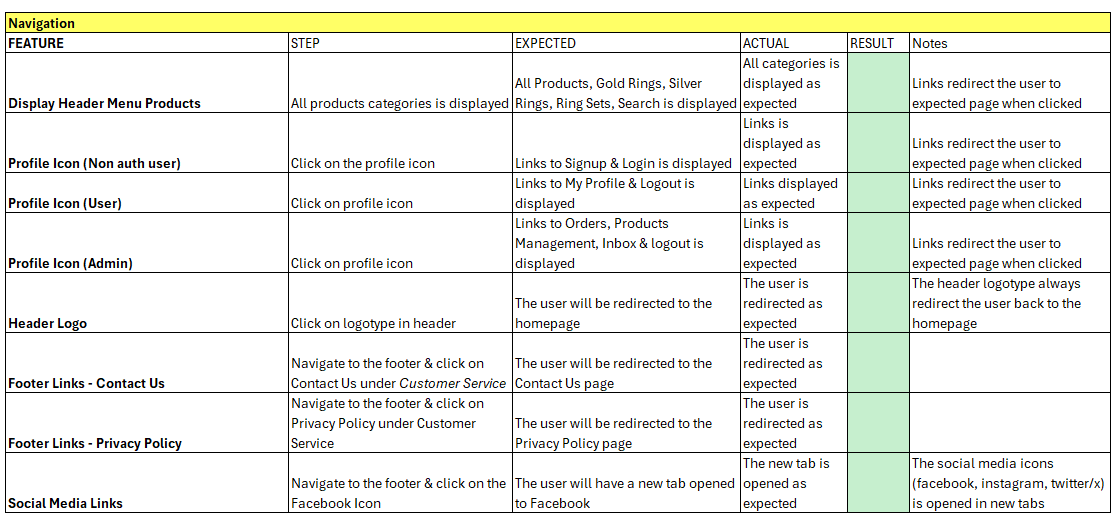 Navigation
FEATURE STEP EXPECTED ACTUAL RESULT Notes
Display Header Menu Products
All products categories is displayed
All Products, Gold Rings, Silver
Rings, Ring Sets, Search is displayed
All categories is
displayed as
expected
Links redirect the user to
expected page when clicked
Profile Icon (Non auth user)
Click on the profile icon
Links to Signup & Login is displayed
Links is
displayed as
expected
Links redirect the user to
expected page when clicked
Profile Icon (User)
Click on profile icon
Links to My Profile & Logout is
displayed
Links displayed
as expected
Links redirect the user to
expected page when clicked
Profile Icon (Admin)
Click on profile icon
Links to Orders, Products
Management, Inbox & logout is
displayed
Links is
displayed as
expected
Links redirect the user to
expected page when clicked
Header Logo
Click on logotype in header
The user will be redirected to the
homepage
The user is
redirected as
expected
The header logotype always
redirect the user back to the
homepage
Footer Links - Contact Us
Navigate to the footer & click on
Contact Us under Customer Service
The user will be redirected to the
Contact Us page
The user is
redirected as
expected
Footer Links - Privacy Policy
Navigate to the footer & click on
Privacy Policy under Customer
Service
The user will be redirected to the
Privacy Policy page
The user is
redirected as
expected
Social Media Links
Navigate to the footer & click on the
Facebook Icon
The user will have a new tab opened
to Facebook
The new tab is
opened as
expected
The social media icons
(facebook, instagram, twitter/x)
is opened in new tabs